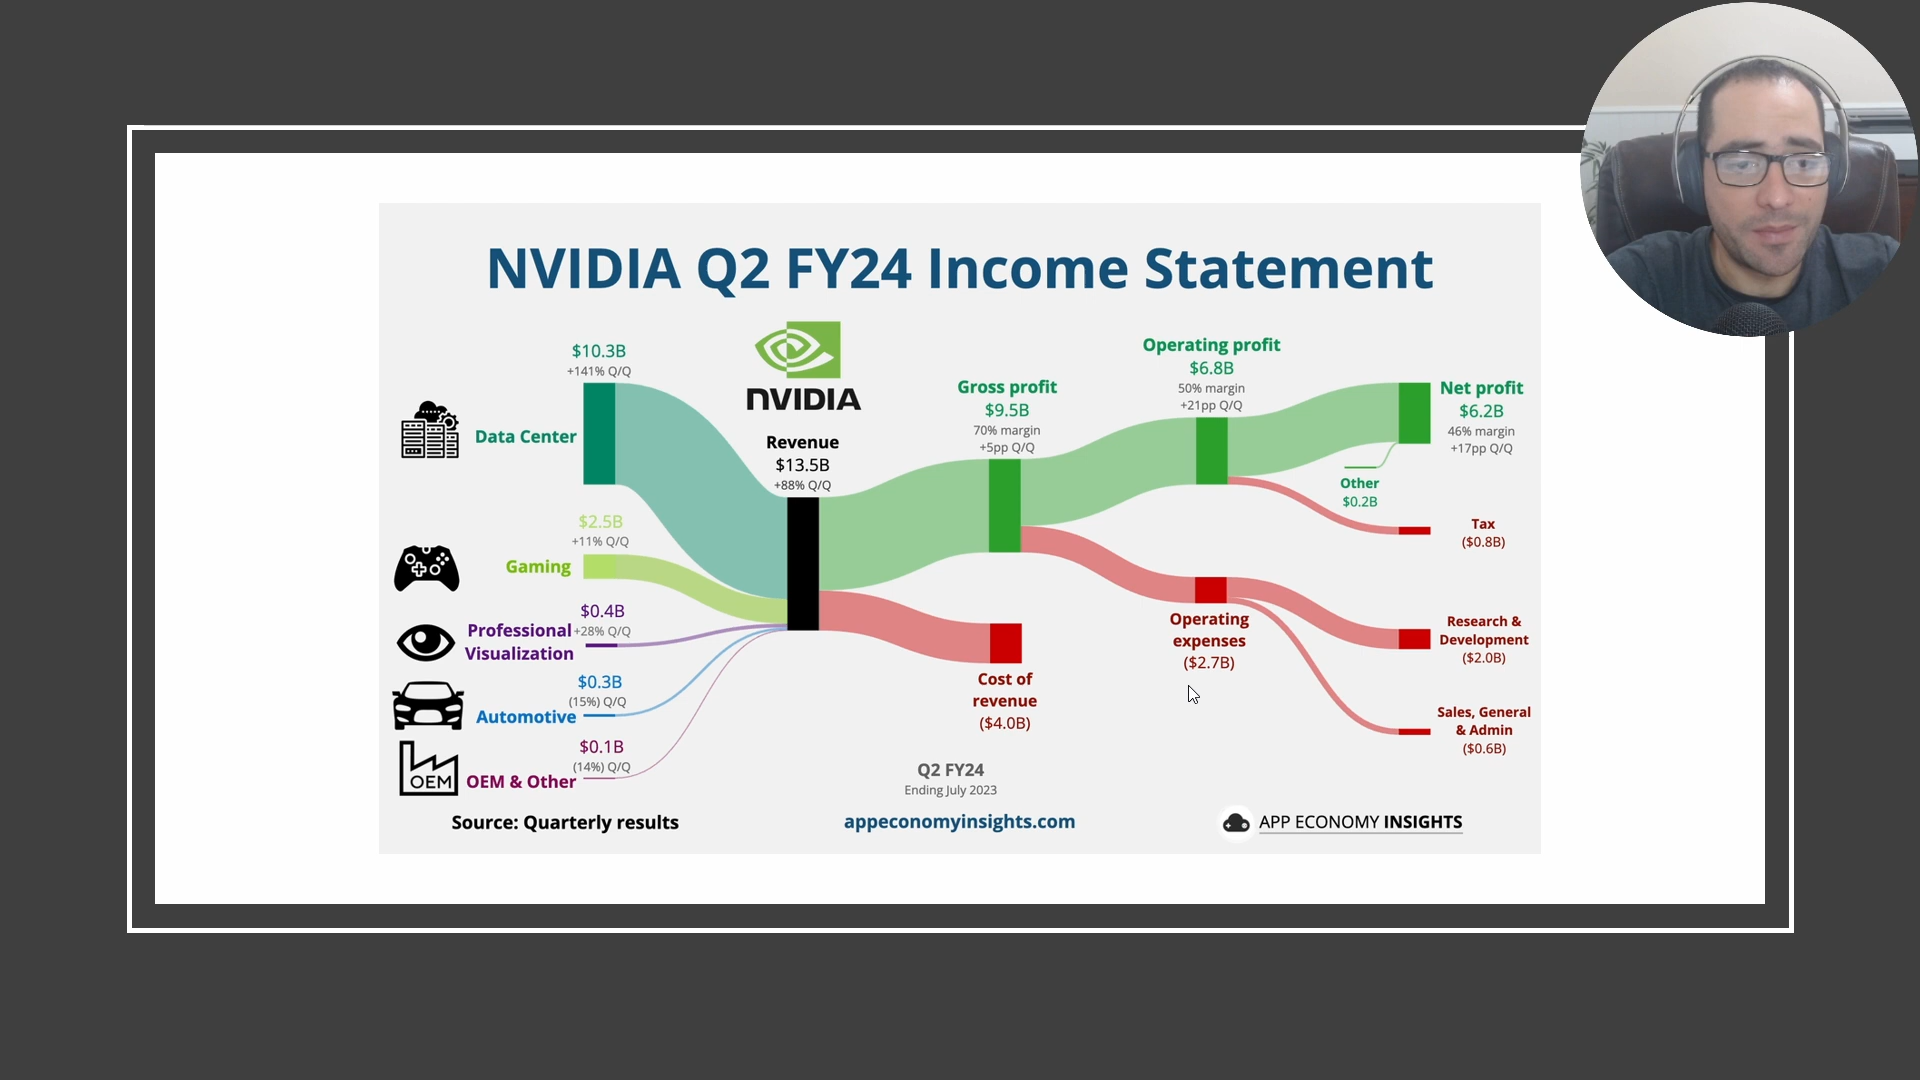 NVIDIA Q2 FY24 Income Statement
$10.3B
+141% Q/Q
Data Center
$2.5B
+11% Q/Q
Gaming
$0.4B
+28% Q/Q
Professional
Visualization
$0.3B
(15%) Q/Q
Automotive
$0.1B
(14%) Q/Q
OEM
OEM & Other
NVIDIA
Revenue
$13.5B
+88% Q/Q
Gross profit
$9.5B
70% margin
+5pp Q/Q
Cost of
revenue
($4.0B)
Operating profit
$6.8B
50% margin
+21pp Q/Q
Operating
expenses
($2.7B)
Net profit
$6.2B
46% margin
+17pp Q/Q
Other
$0.2B
Tax
($0.8B)
Research &
Development
($2.0B)
Sales, General
& Admin
($0.6B)
Q2 FY24
Ending July 2023
Source: Quarterly results
appeconomyinsights.com
APP ECONOMY INSIGHTS